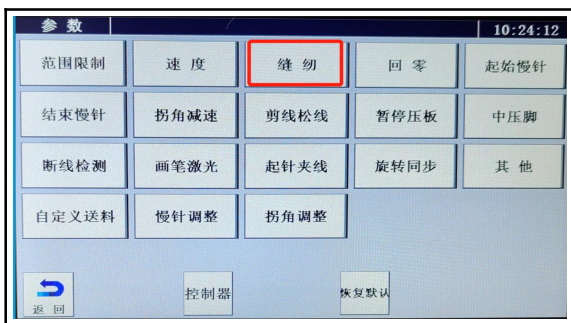 参 数 10:24:12
范围限制 速 度 缝 纫 回 零 起始慢针
结束慢针 拐角减速 剪线松线 暂停压板 中压脚
断线检测 画笔激光 起针夹线 旋转同步 其 他
自定义送料 慢针调整 拐角调整
返 回 控制器 恢复默认